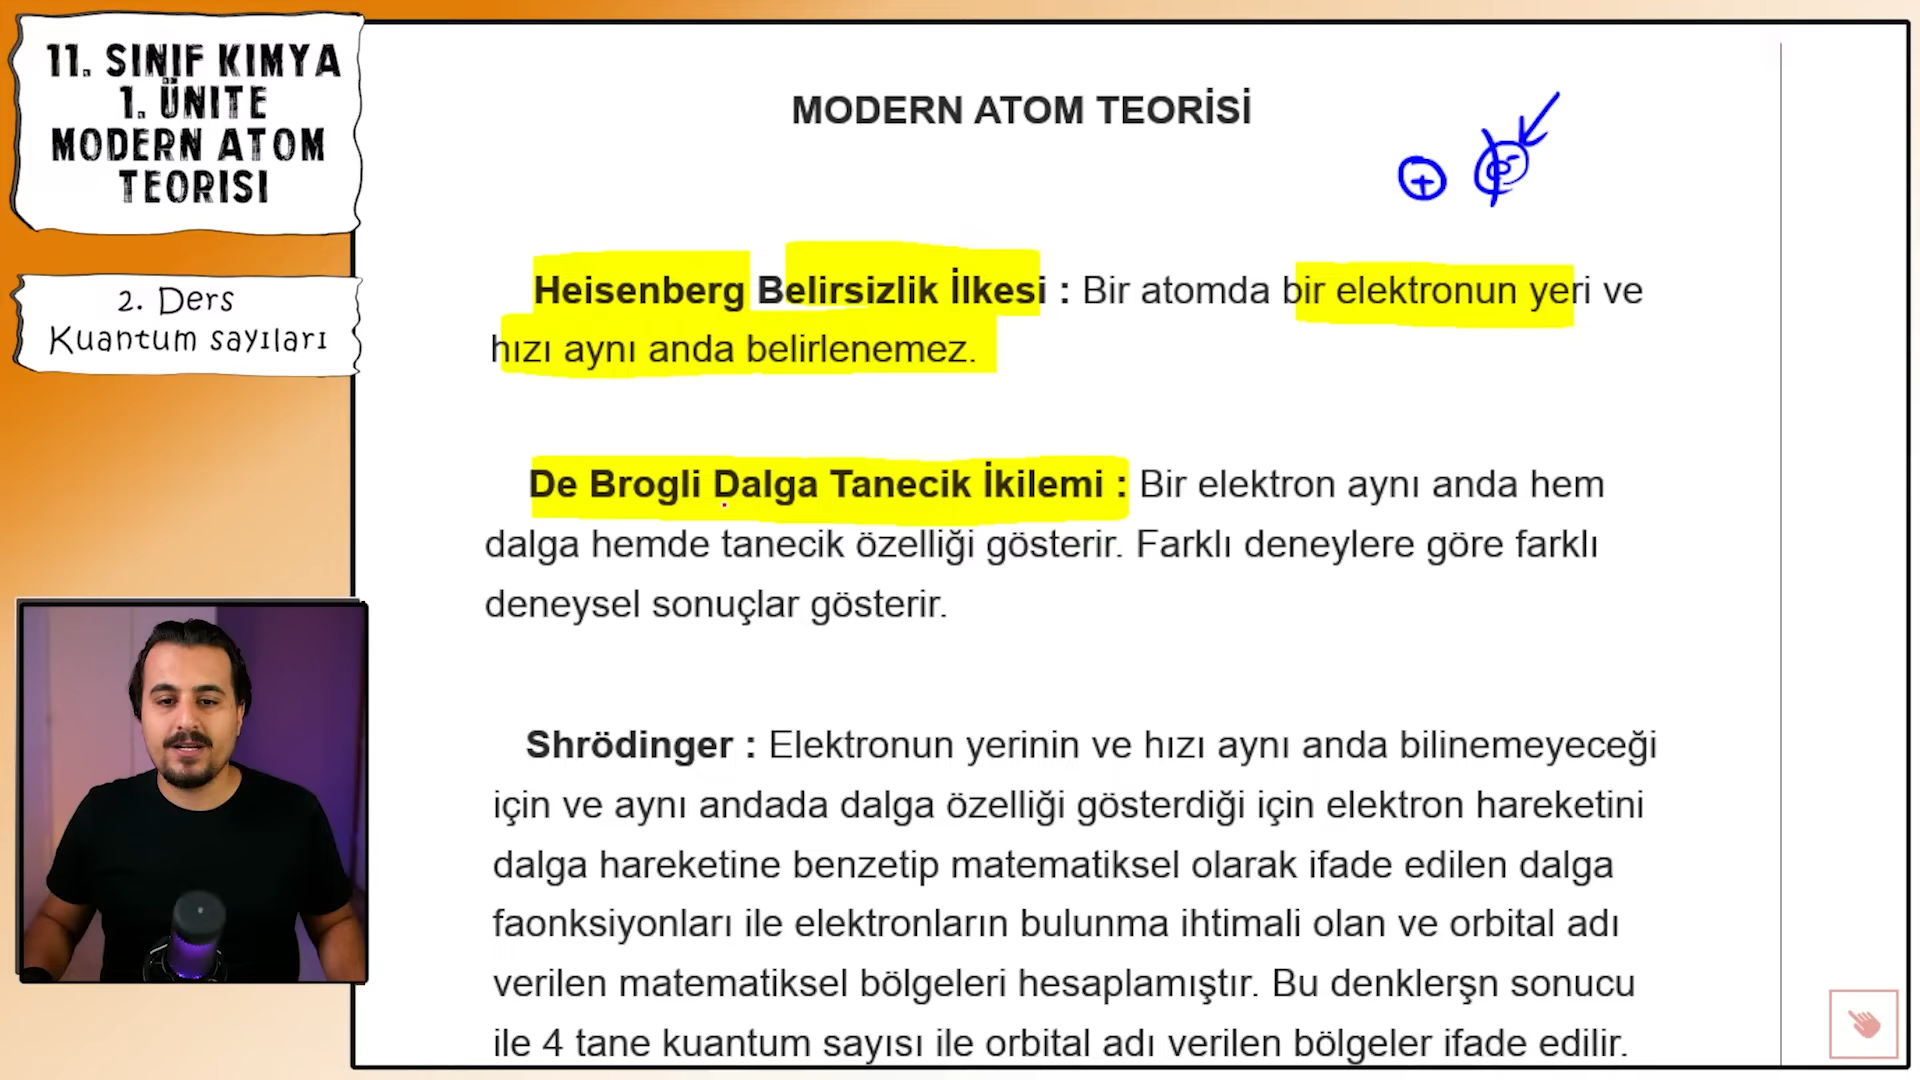 11. SINIF KIMYA
1. ÜNITE
MODERN ATOM
TEORISI
2. Ders
Kuantum sayıları
MODERN ATOM TEORİSİ
Heisenberg Belirsizlik İlkesi : Bir atomda bir elektronun yeri ve
hızı aynı anda belirlenemez.
De Brogli Dalga Tanecik İkilemi : Bir elektron aynı anda hem
dalga hemde tanecik özelliği gösterir. Farklı deneylere göre farklı
deneysel sonuçlar gösterir.
Shrödinger : Elektronun yerinin ve hızı aynı anda bilinemeyeceği
için ve aynı andada dalga özelliği gösterdiği için elektron hareketini
dalga hareketine benzetip matematiksel olarak ifade edilen dalga
faonksiyonları ile elektronların bulunma ihtimali olan ve orbital adı
verilen matematiksel bölgeleri hesaplamıştır. Bu denklerşn sonucu
ile 4 tane kuantum sayısı ile orbital adı verilen bölgeler ifade edilir.